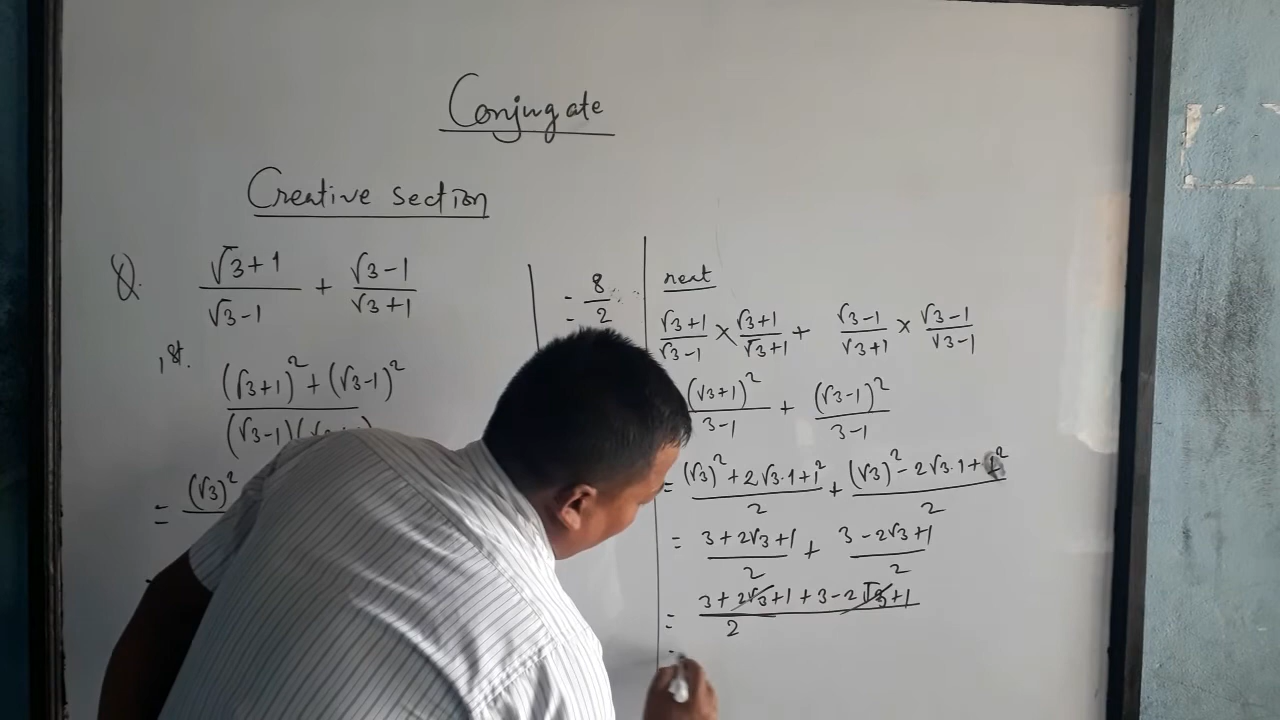 Conjugate
Creative section
Q. (√3+1)/(√3-1) + (√3-1)/(√3+1)
1st.
((√3+1)² + (√3-1)²)/((√3-1)(
= (√3)²
= 8/2
=
next
(√3+1)/(√3-1) × (√3+1)/(√3+1) + (√3-1)/(√3+1) × (√3-1)/(√3-1)
(√3+1)²/(3-1) + (√3-1)²/(3-1)
= ((√3)²+2√3·1+1²)/2 + ((√3)²-2√3·1+1²)/2
= (3+2√3+1)/2 + (3-2√3+1)/2
= (3+2√3+1+3-2√3+1)/2
=